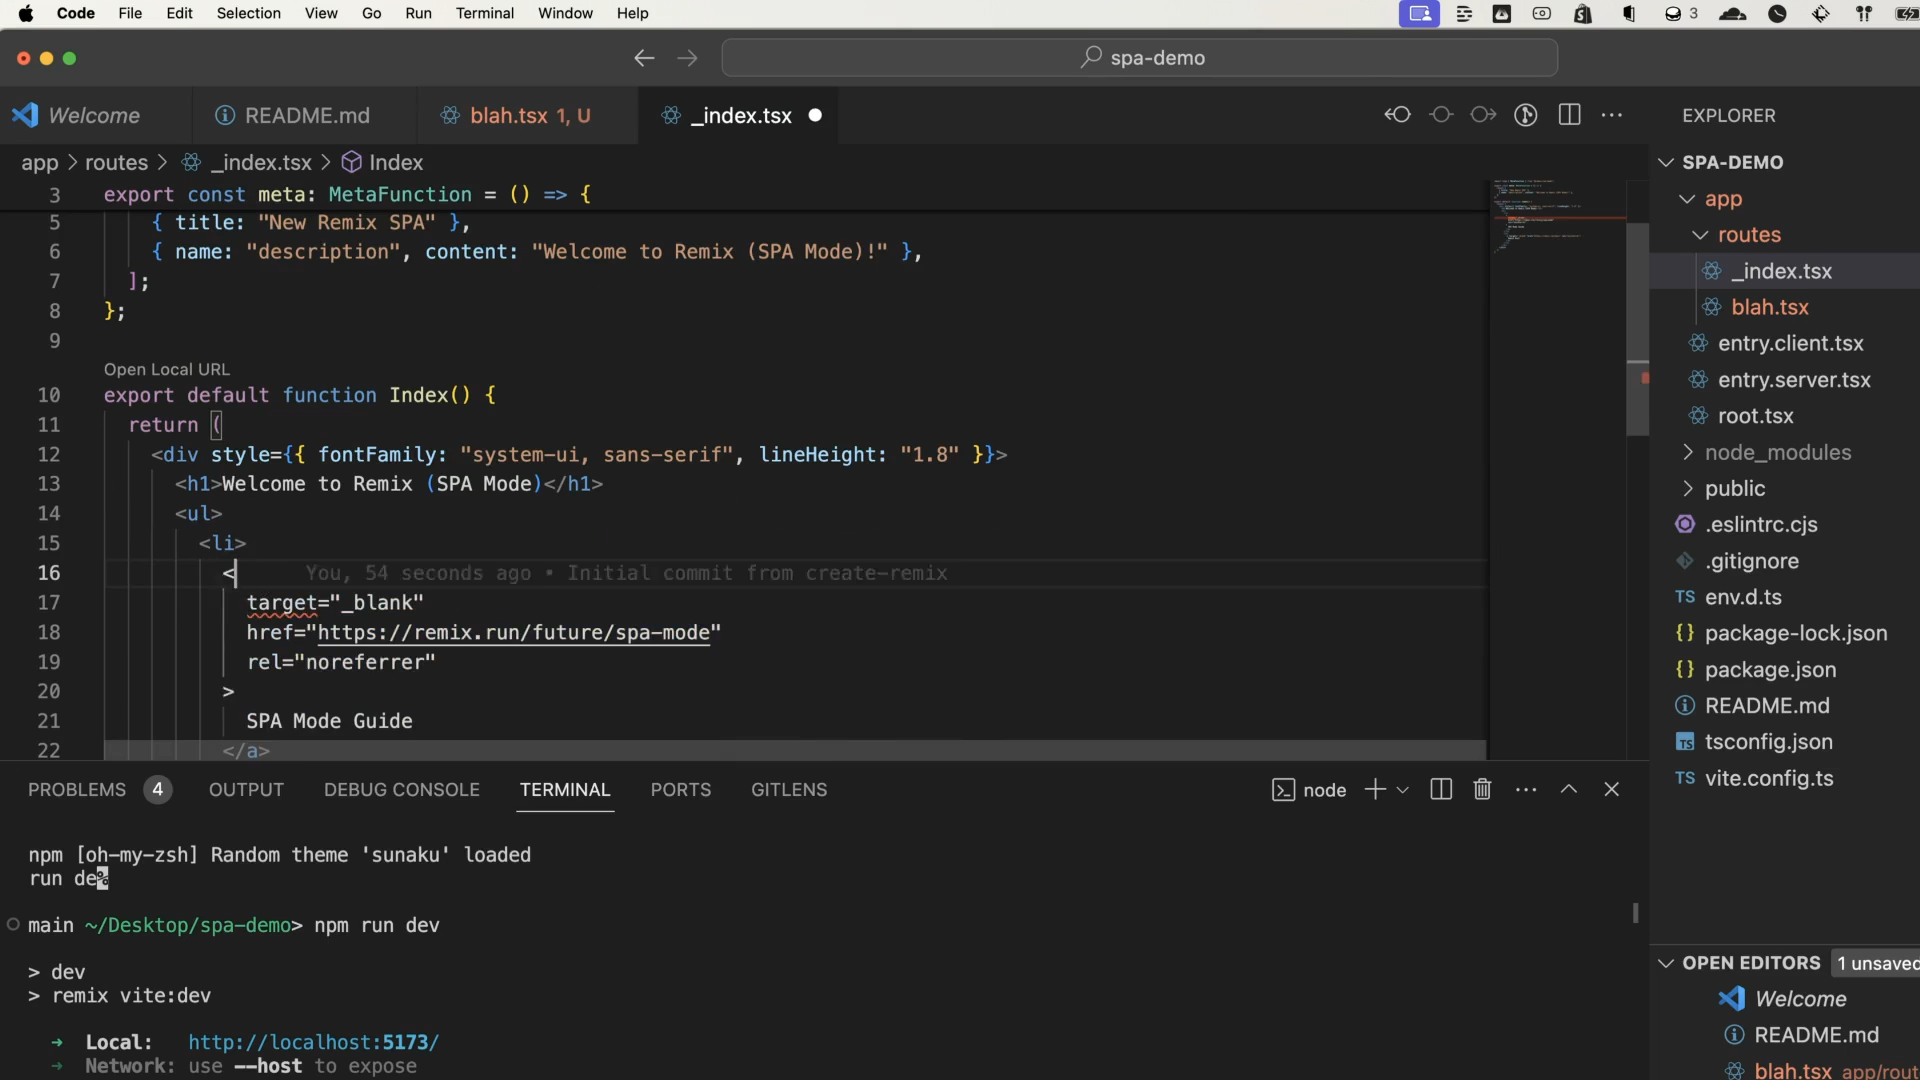 Code File Edit Selection View Go Run Terminal Window Help 3
spa-demo
Welcome README.md blah.tsx 1, U _index.tsx
app > routes > _index.tsx > Index
3 export const meta: MetaFunction = () => {
5 { title: "New Remix SPA" },
6 { name: "description", content: "Welcome to Remix (SPA Mode)!" },
7 ];
8 };
9
Open Local URL
10 export default function Index() {
11 return (
12 <div style={{ fontFamily: "system-ui, sans-serif", lineHeight: "1.8" }}>
13 <h1>Welcome to Remix (SPA Mode)</h1>
14 <ul>
15 <li>
16 < You, 54 seconds ago • Initial commit from create-remix
17 target="_blank"
18 href="https://remix.run/future/spa-mode"
19 rel="noreferrer"
20 >
21 SPA Mode Guide
22 </a>
PROBLEMS 4 OUTPUT DEBUG CONSOLE TERMINAL PORTS GITLENS node
npm [oh-my-zsh] Random theme 'sunaku' loaded
run de%
main ~/Desktop/spa-demo> npm run dev
> dev
> remix vite:dev
→ Local: http://localhost:5173/
→ Network: use --host to expose
EXPLORER
SPA-DEMO
app
routes
_index.tsx
blah.tsx
entry.client.tsx
entry.server.tsx
root.tsx
node_modules
public
.eslintrc.cjs
.gitignore
TS env.d.ts
{} package-lock.json
{} package.json
README.md
TS tsconfig.json
TS vite.config.ts
OPEN EDITORS 1 unsaved
Welcome
README.md
blah.tsx app/rout